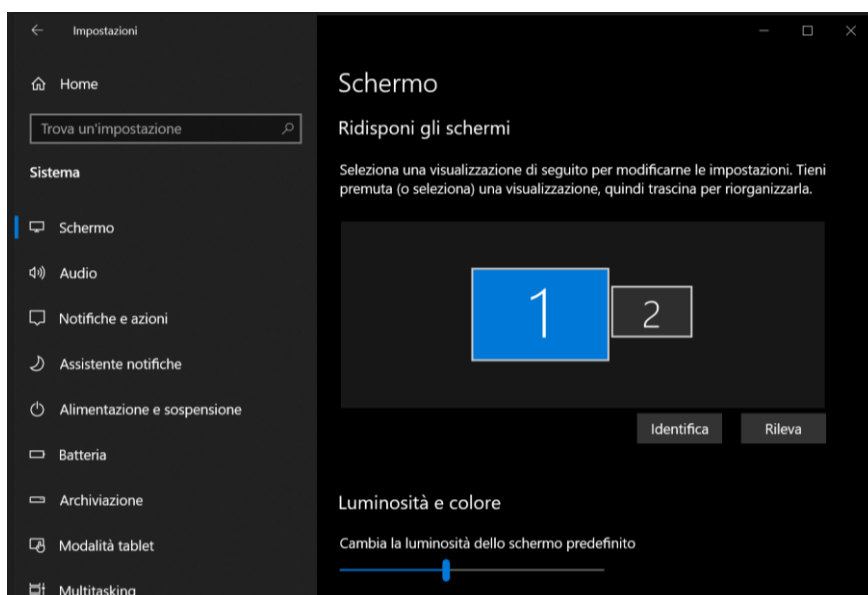 Impostazioni
Home
Trova un'impostazione
Sistema
Schermo
Audio
Notifiche e azioni
Assistente notifiche
Alimentazione e sospensione
Batteria
Archiviazione
Modalità tablet
Multitasking
Schermo
Ridisponi gli schermi
Seleziona una visualizzazione di seguito per modificarne le impostazioni. Tieni
premuta (o seleziona) una visualizzazione, quindi trascina per riorganizzarla.
1
2
Identifica
Rileva
Luminosità e colore
Cambia la luminosità dello schermo predefinito